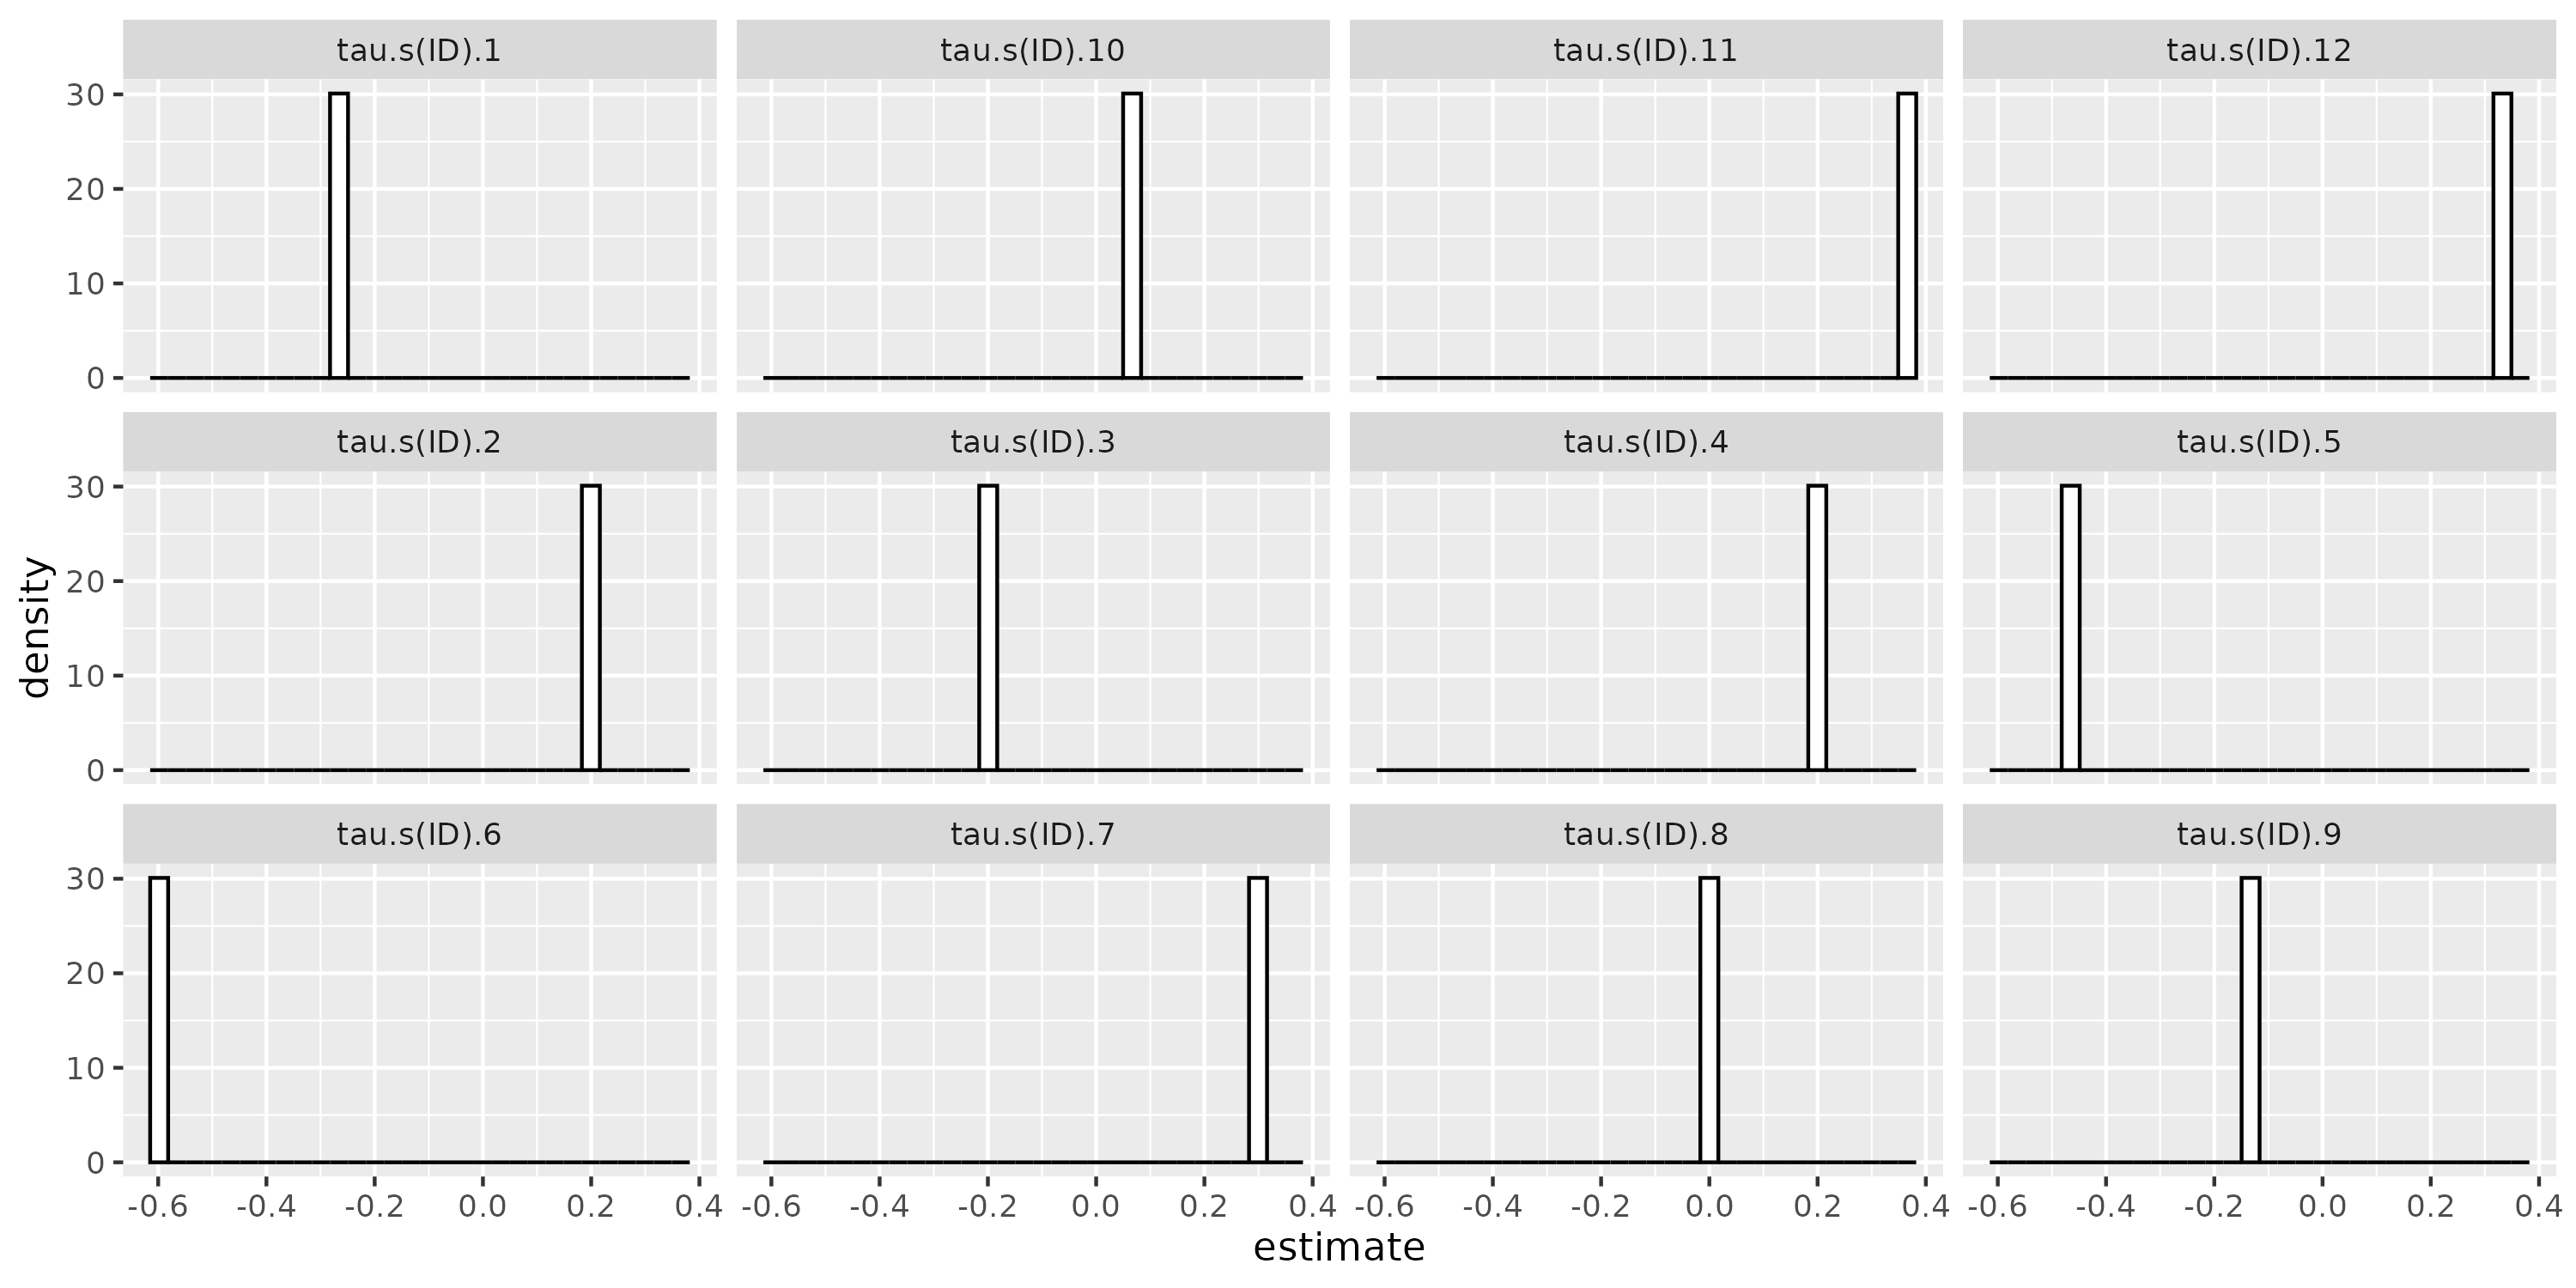 tau.s(ID).1 tau.s(ID).10 tau.s(ID).11 tau.s(ID).12
30
20
10
0
tau.s(ID).2 tau.s(ID).3 tau.s(ID).4 tau.s(ID).5
30
20
10
0
density
tau.s(ID).6 tau.s(ID).7 tau.s(ID).8 tau.s(ID).9
30
20
10
0
-0.6 -0.4 -0.2 0.0 0.2 0.4 -0.6 -0.4 -0.2 0.0 0.2 0.4 -0.6 -0.4 -0.2 0.0 0.2 0.4 -0.6 -0.4 -0.2 0.0 0.2 0.4
estimate